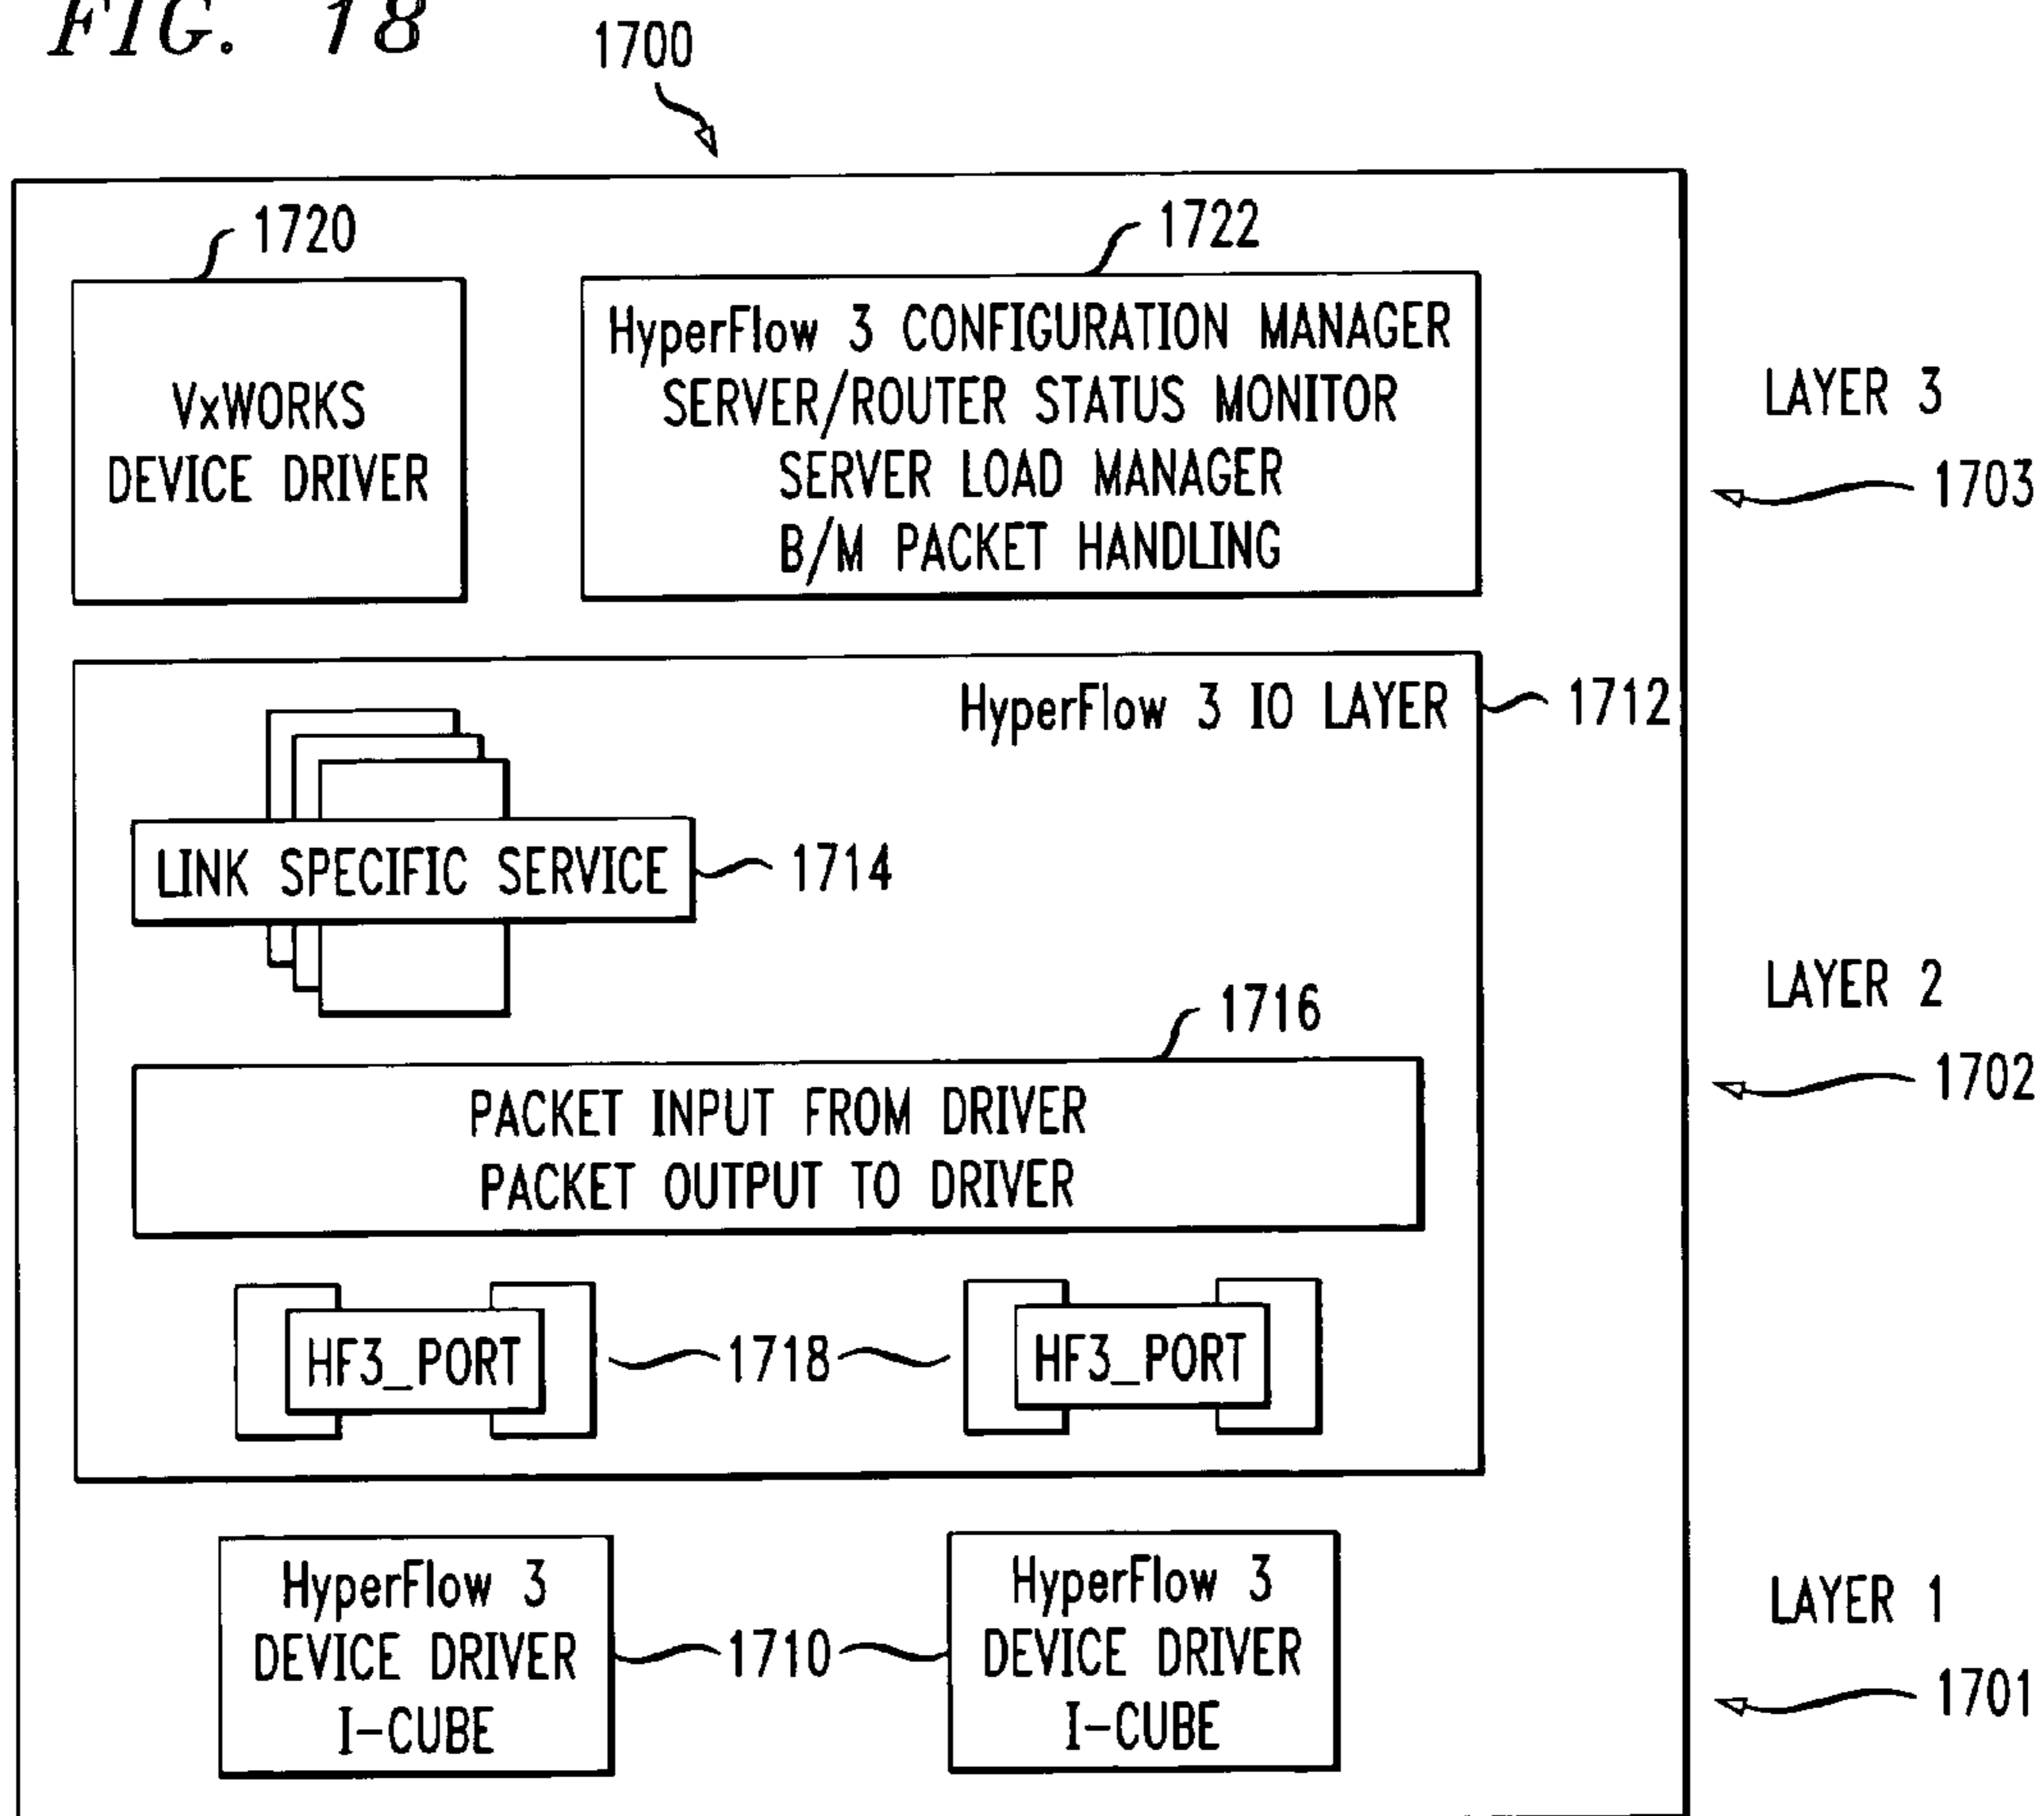 FIG. 18
1700
1720
1722
VxWORKS
DEVICE DRIVER
HyperFlow 3 CONFIGURATION MANAGER
SERVER/ROUTER STATUS MONITOR
SERVER LOAD MANAGER
B/M PACKET HANDLING
LAYER 3
1703
HyperFlow 3 IO LAYER
1712
LINK SPECIFIC SERVICE
1714
LAYER 2
1702
1716
PACKET INPUT FROM DRIVER
PACKET OUTPUT TO DRIVER
HF3_PORT
1718
HF3_PORT
HyperFlow 3
DEVICE DRIVER
I-CUBE
1710
HyperFlow 3
DEVICE DRIVER
I-CUBE
LAYER 1
1701